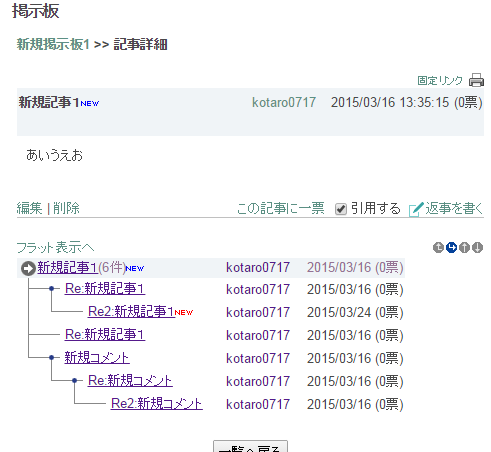 掲示板
新規掲示板1 >> 記事詳細
固定リンク
新規記事1NEW kotaro0717 2015/03/16 13:35:15 (0票)
あいうえお
編集 | 削除 この記事に一票 引用する 返事を書く
フラット表示へ
新規記事1(6件)NEW kotaro0717 2015/03/16 (0票)
Re:新規記事1 kotaro0717 2015/03/16 (0票)
Re2:新規記事1NEW kotaro0717 2015/03/24 (0票)
Re:新規記事1 kotaro0717 2015/03/16 (0票)
新規コメント kotaro0717 2015/03/16 (0票)
Re:新規コメント kotaro0717 2015/03/16 (0票)
Re2:新規コメント kotaro0717 2015/03/16 (0票)
一覧へ戻る